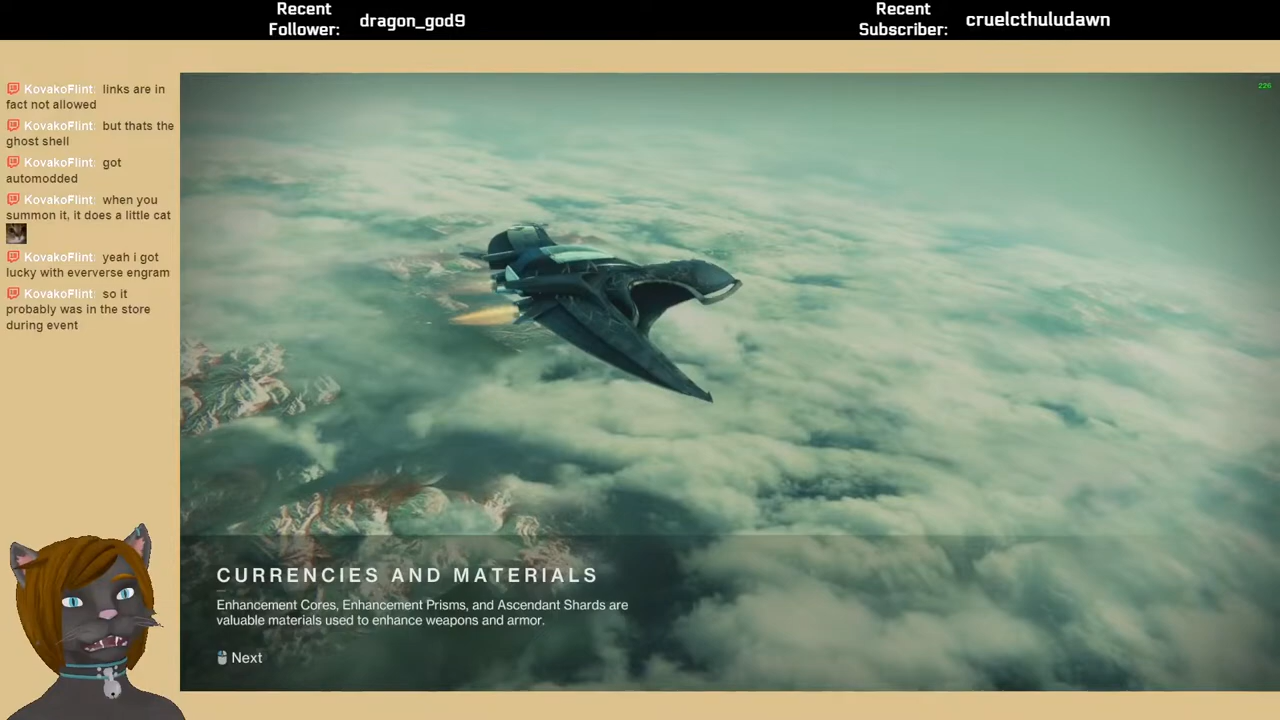 Recent
Follower:
dragon_god9
Recent
Subscriber:
cruelcthuludawn
KovakoFlint: links are in
fact not allowed
KovakoFlint: but thats the
ghost shell
KovakoFlint: got
automodded
KovakoFlint: when you
summon it, it does a little cat
KovakoFlint: yeah i got
lucky with eververse engram
KovakoFlint: so it
probably was in the store
during event
226
CURRENCIES AND MATERIALS
Enhancement Cores, Enhancement Prisms, and Ascendant Shards are
valuable materials used to enhance weapons and armor.
Next